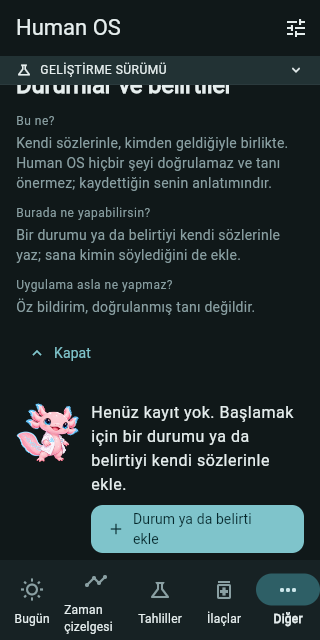 Human OS
GELİŞTİRME SÜRÜMÜ
Durumlar ve belirtiler
Bu ne?
Kendi sözlerinle, kimden geldiğiyle birlikte.
Human OS hiçbir şeyi doğrulamaz ve tanı
önermez; kaydettiğin senin anlatımındır.
Burada ne yapabilirsin?
Bir durumu ya da belirtiyi kendi sözlerinle
yaz; sana kimin söylediğini de ekle.
Uygulama asla ne yapmaz?
Öz bildirim, doğrulanmış tanı değildir.
Kapat
Henüz kayıt yok. Başlamak
için bir durumu ya da
belirtiyi kendi sözlerinle
ekle.
Durum ya da belirti
ekle
Bugün
Zaman
çizelgesi
Tahliller
İlaçlar
Diğer